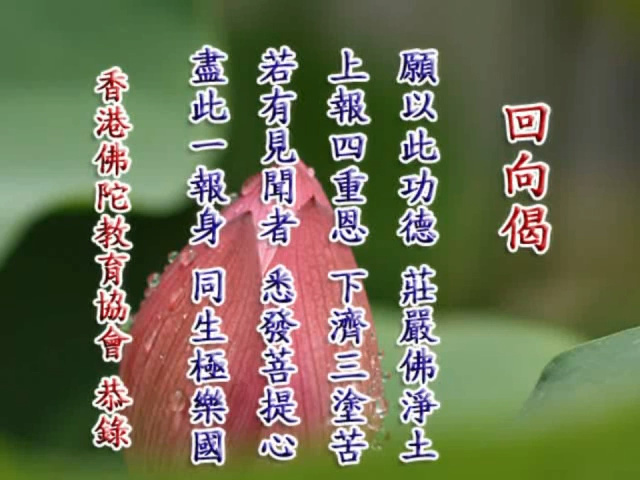 回向偈
願以此功德 莊嚴佛淨土
上報四重恩 下濟三塗苦
若有見聞者 悉發菩提心
盡此一報身 同生極樂國
香港佛陀教育協會 恭錄